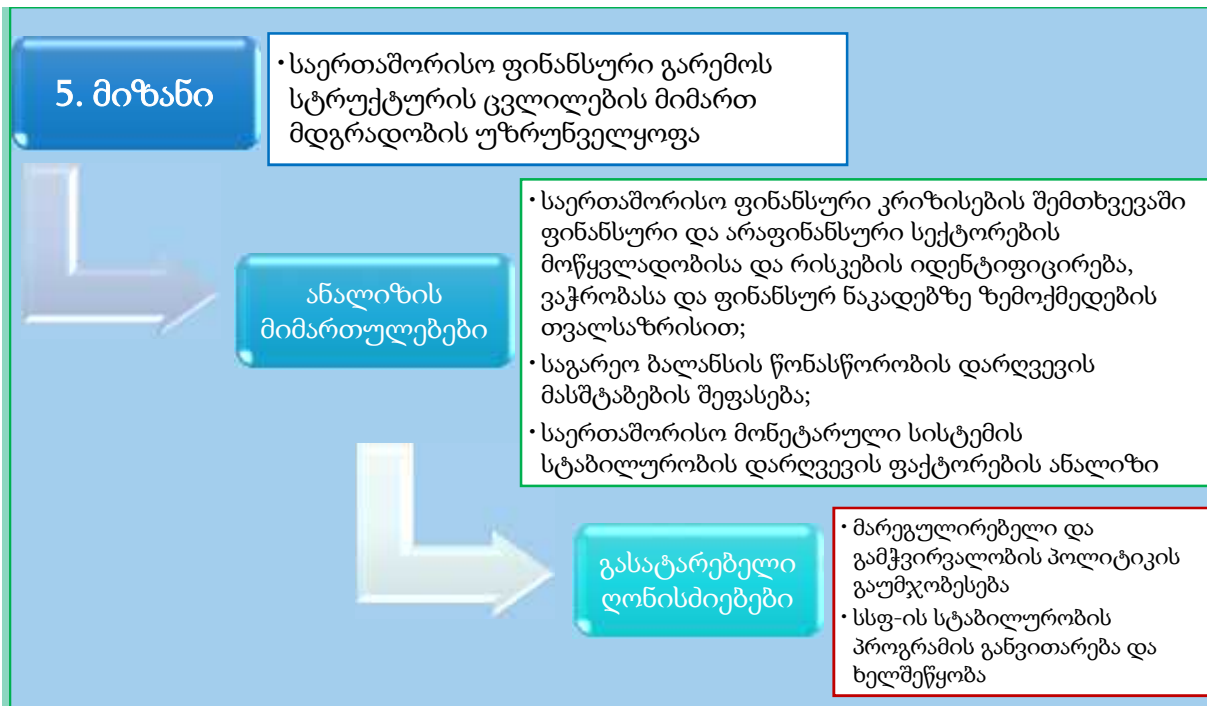 5. მიზანი
· საერთაშორისო ფინანსური გარემოს
სტრუქტურის ცვლილების მიმართ
მდგრადობის უზრუნველყოფა
ანალიზის
მიმართულებები
· საერთაშორისო ფინანსური კრიზისების შემთხვევაში
ფინანსური და არაფინანსური სექტორების
მოწყვლადობისა და რისკების იდენტიფიცირება,
ვაჭრობასა და ფინანსურ ნაკადებზე ზემოქმედების
თვალსაზრისით;
· საგარეო ბალანსის წონასწორობის დარღვევის
მასშტაბების შეფასება;
· საერთაშორისო მონეტარული სისტემის
სტაბილურობის დარღვევის ფაქტორების ანალიზი
გასატარებელი
ღონისძიებები
· მარეგულირებელი და
გამჭვირვალობის პოლიტიკის
გაუმჯობესება
· სსფ-ის სტაბილურობის
პროგრამის განვითარება და
ხელშეწყობა